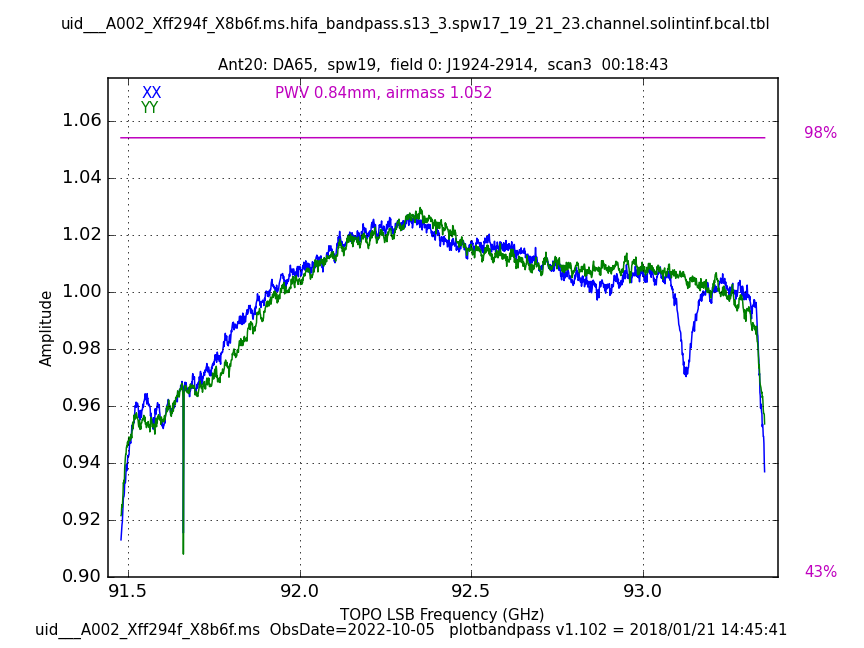 uid___A002_Xff294f_X8b6f.ms.hifa_bandpass.s13_3.spw17_19_21_23.channel.solintinf.bcal.tbl
Ant20: DA65,  spw19,  field 0: J1924-2914,  scan3  00:18:43
XX
PWV 0.84mm, airmass 1.052
YY
1.06
98%
1.04
1.02
1.00
0.98
0.96
0.94
0.92
0.90
43%
Amplitude
91.5 92.0 92.5 93.0
TOPO LSB Frequency (GHz)
uid___A002_Xff294f_X8b6f.ms  ObsDate=2022-10-05   plotbandpass v1.102 = 2018/01/21 14:45:41